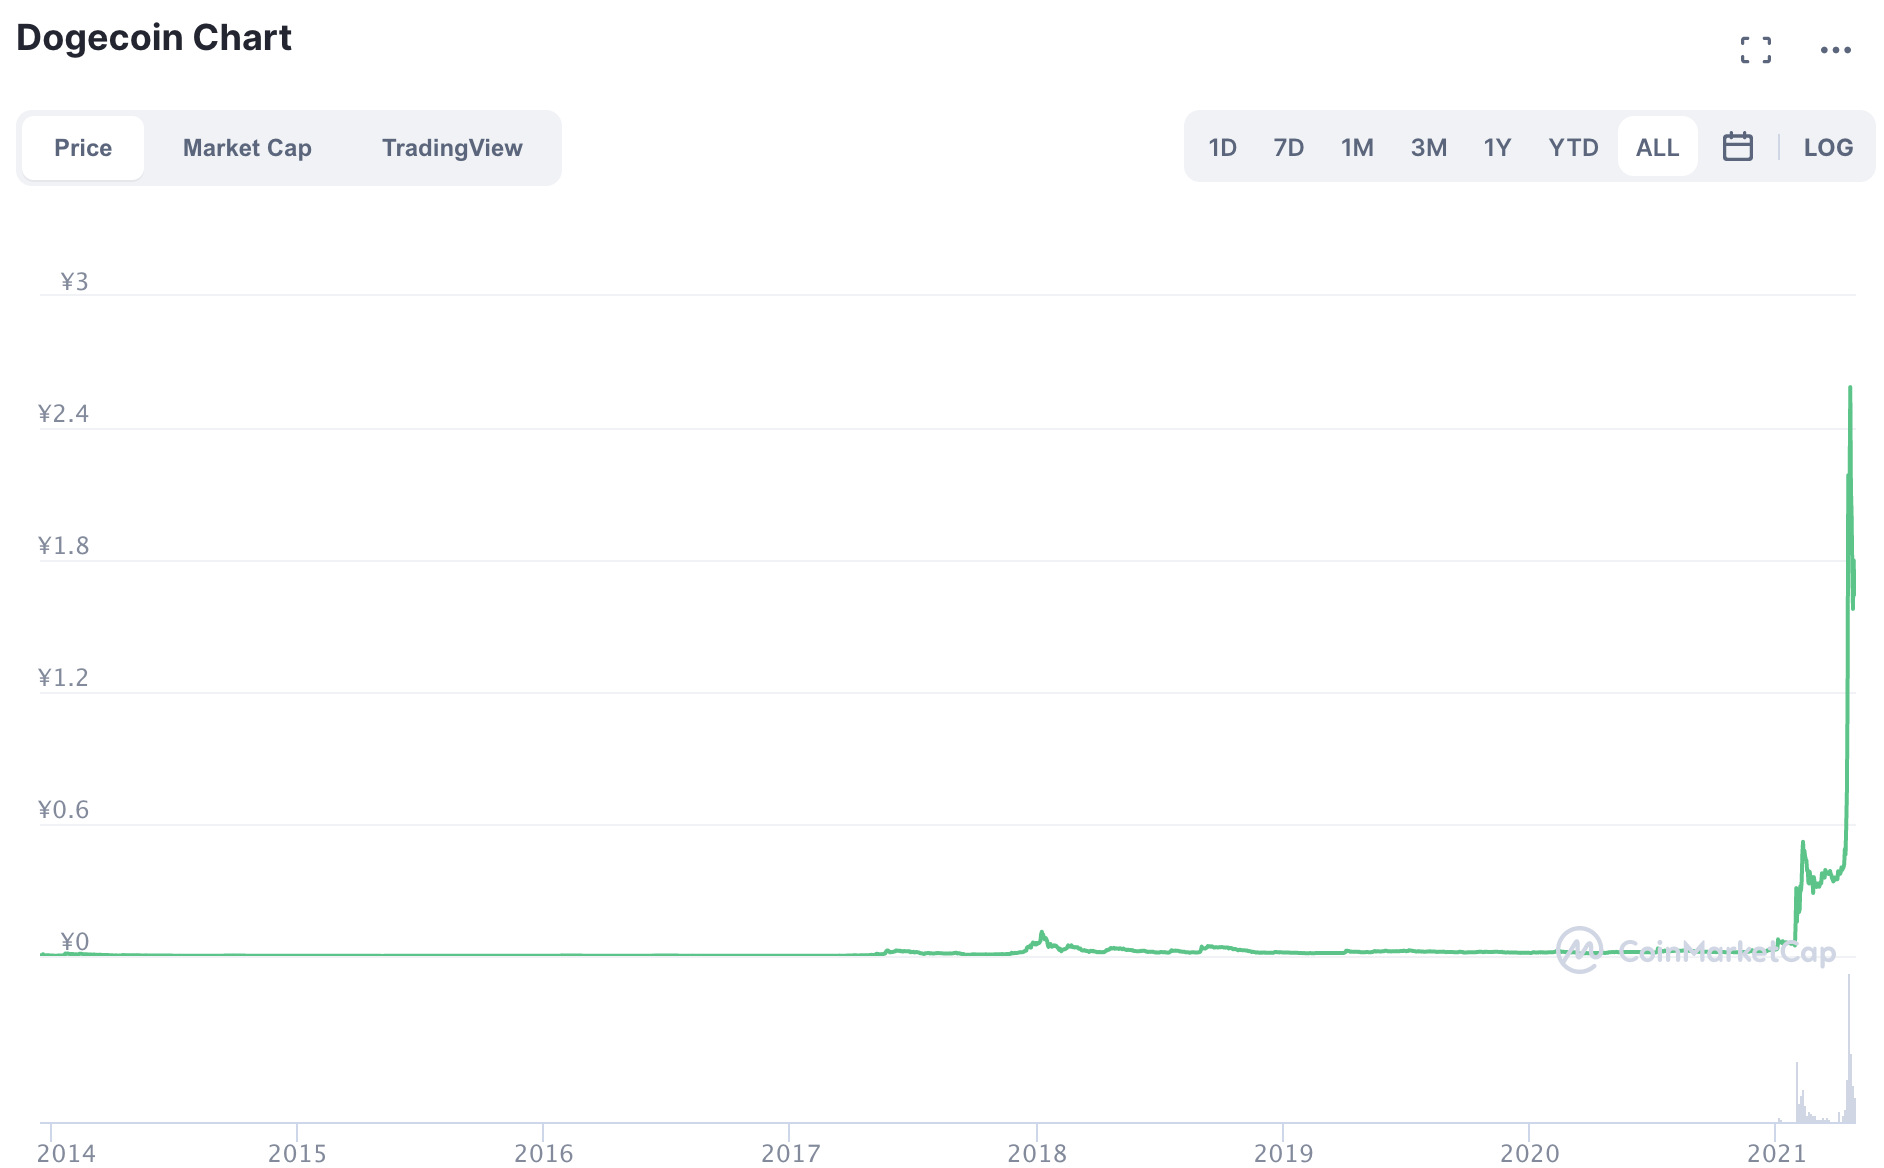 Dogecoin Chart
Price Market Cap TradingView 1D 7D 1M 3M 1Y YTD ALL LOG
¥3
¥2.4
¥1.8
¥1.2
¥0.6
¥0
CoinMarketCap
2014 2015 2016 2017 2018 2019 2020 2021